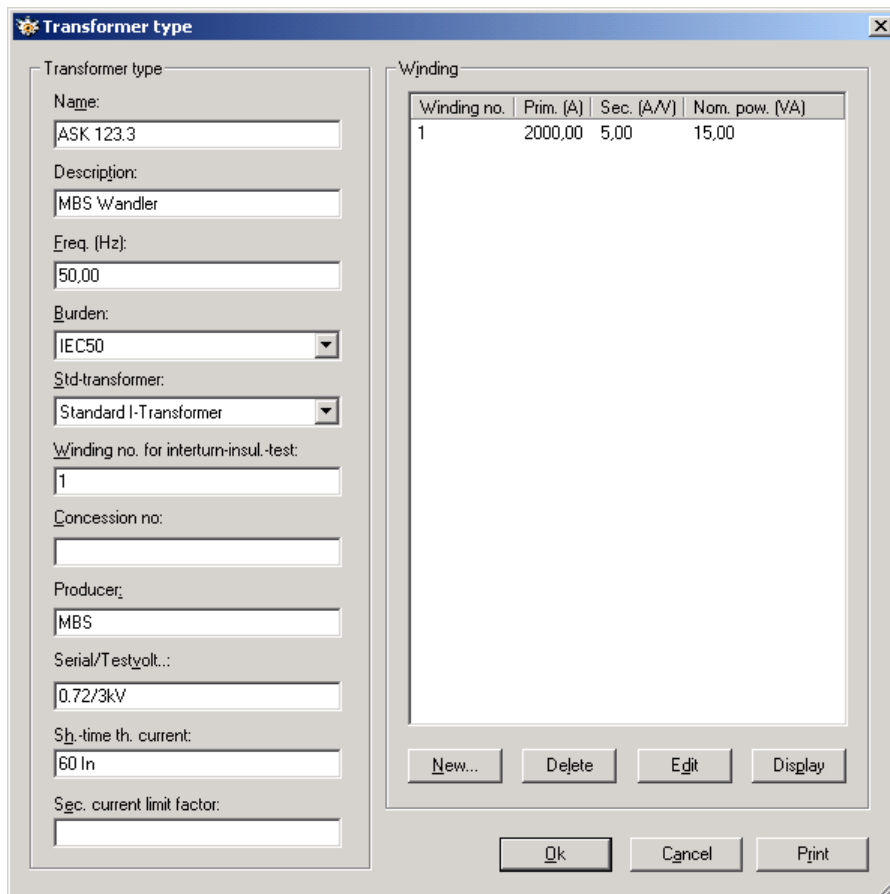 Transformer type
Transformer type
Name:
ASK 123.3
Description:
MBS Wandler
Freq. (Hz):
50,00
Burden:
IEC50
Std-transformer:
Standard I-Transformer
Winding no. for interturn-insul.-test:
1
Concession no:
Producer:
MBS
Serial/Testvolt..:
0.72/3kV
Sh.-time th. current:
60 In
Sec. current limit factor:
Winding
Winding no. Prim. (A) Sec. (A/V) Nom. pow. (VA)
1 2000,00 5,00 15,00
New... Delete Edit Display
Ok Cancel Print